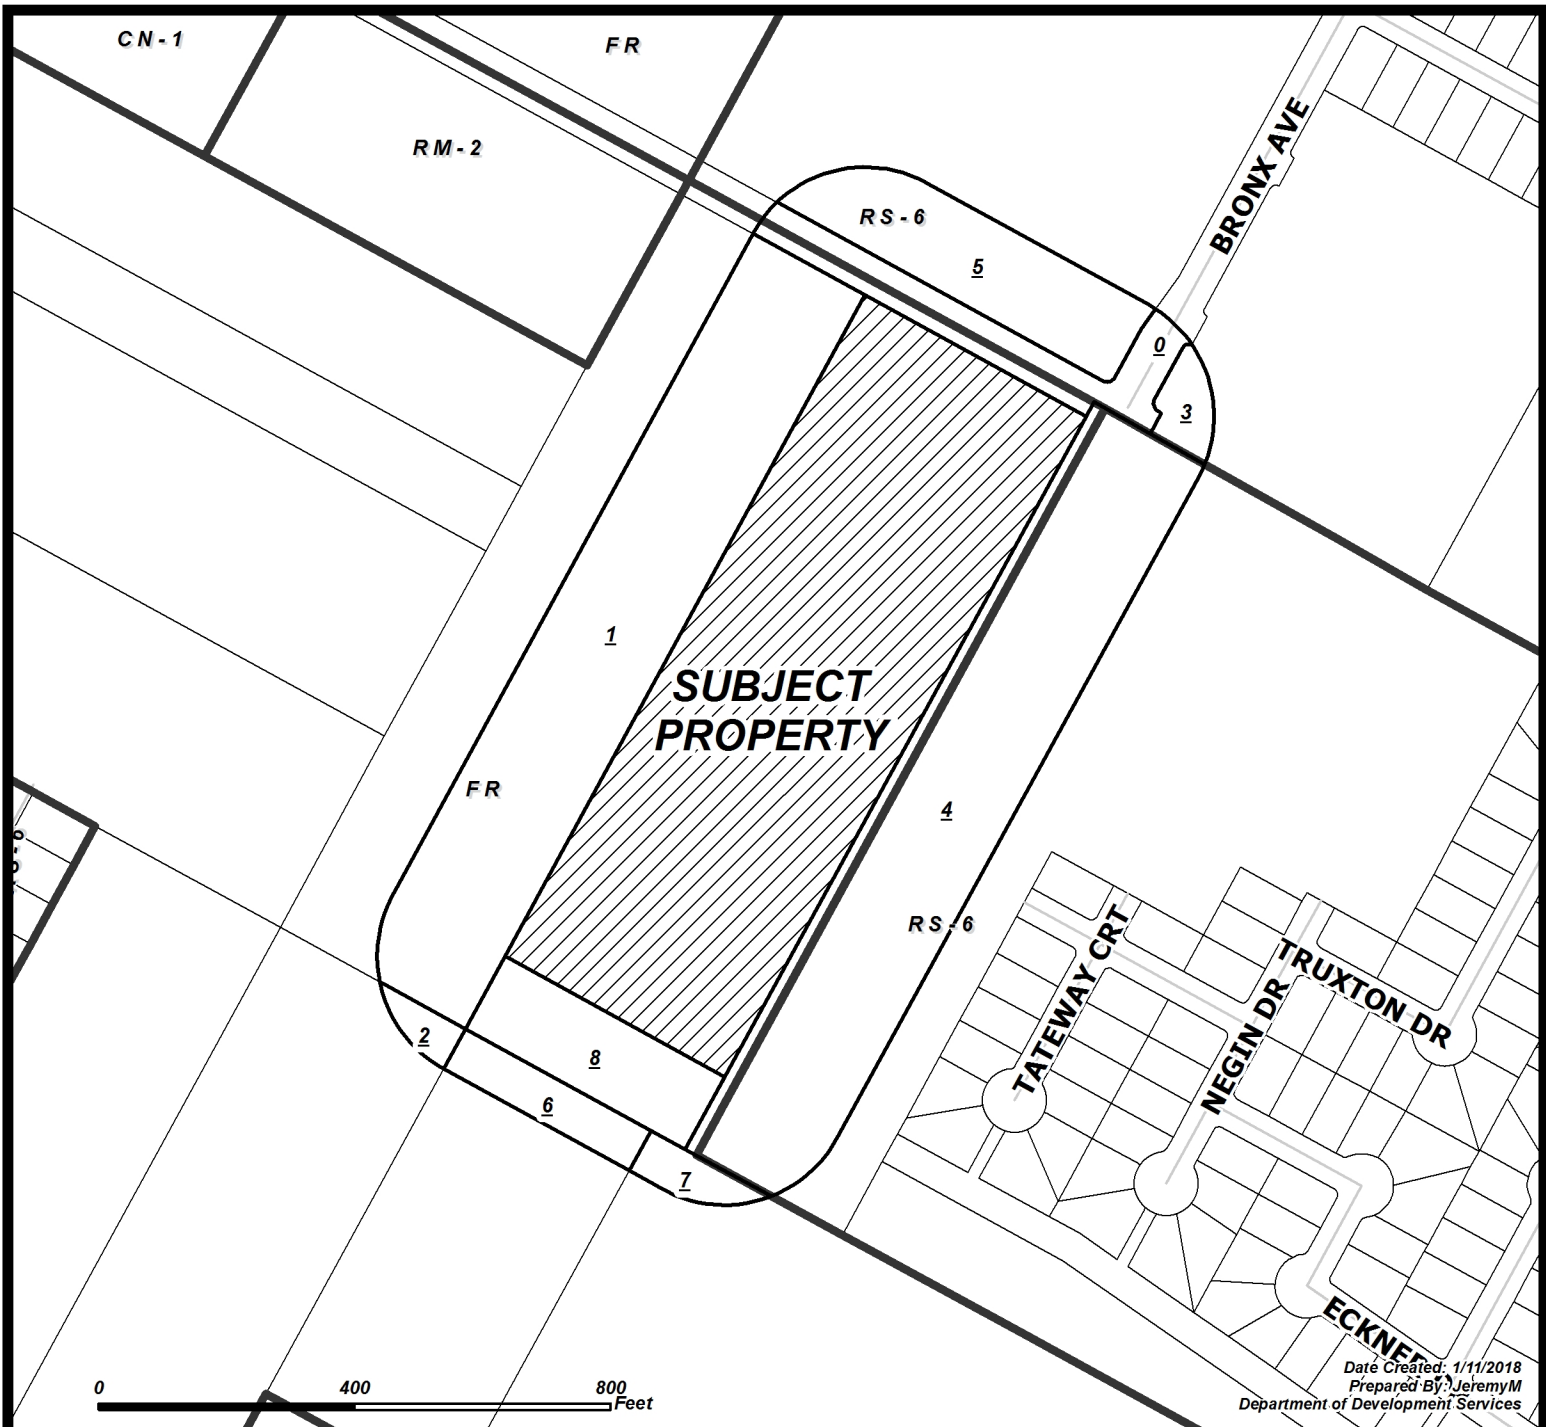 CN-1
FR
RM-2
BRONX AVE
RS-6
5
0
3
1
SUBJECT
PROPERTY
FR
4
RS-6
TATEWAY CRT
TRUXTON DR
NEGIN DR
2
8
6
7
0 400 800
Feet
Date Created: 1/11/2018
Prepared By: JeremyM
Department of Development Services